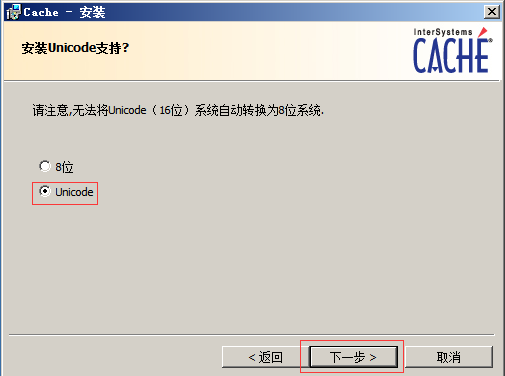 Cache - 安装
安装Unicode支持?
InterSystems
CACHÉ®
请注意,无法将Unicode（16位）系统自动转换为8位系统.
8位
Unicode
< 返回
下一步 >
取消